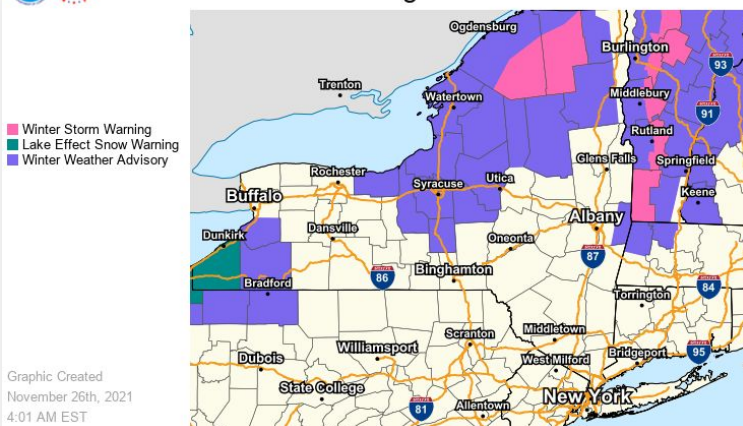 Ogdensburg
Burlington
93
Trenton
Watertown
Middlebury
91
Winter Storm Warning
Lake Effect Snow Warning
Winter Weather Advisory
Rutland
Glens Falls
Springfield
Rochester
Syracuse
Utica
Keene
Buffalo
Albany
Dunkirk
Dansville
Oneonta
87
Binghamton
86
Bradford
84
Torrington
Scranton
Middletown
Williamsport
West Milford
Bridgeport
95
Dubois
State College
New York
81
Allentown
Graphic Created
November 26th, 2021
4:01 AM EST